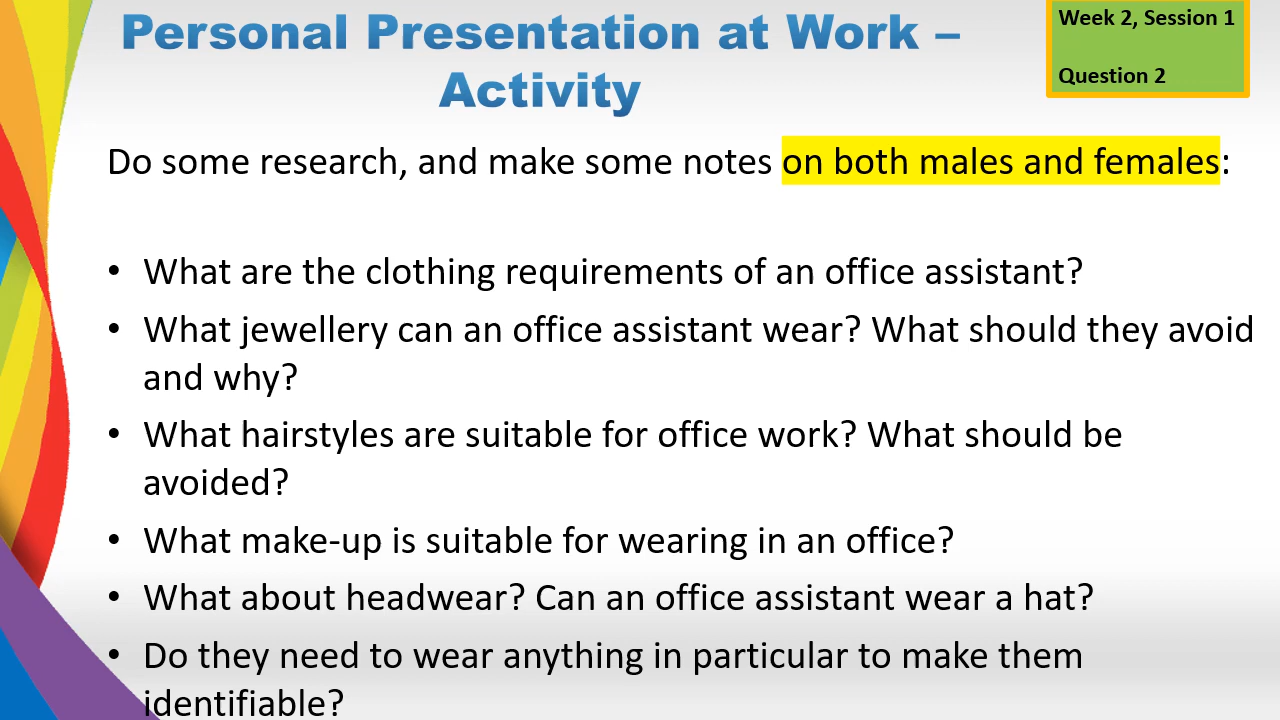 Personal Presentation at Work –
Activity
Week 2, Session 1
Question 2
Do some research, and make some notes on both males and females:
• What are the clothing requirements of an office assistant?
• What jewellery can an office assistant wear? What should they avoid
and why?
• What hairstyles are suitable for office work? What should be
avoided?
• What make-up is suitable for wearing in an office?
• What about headwear? Can an office assistant wear a hat?
• Do they need to wear anything in particular to make them
identifiable?